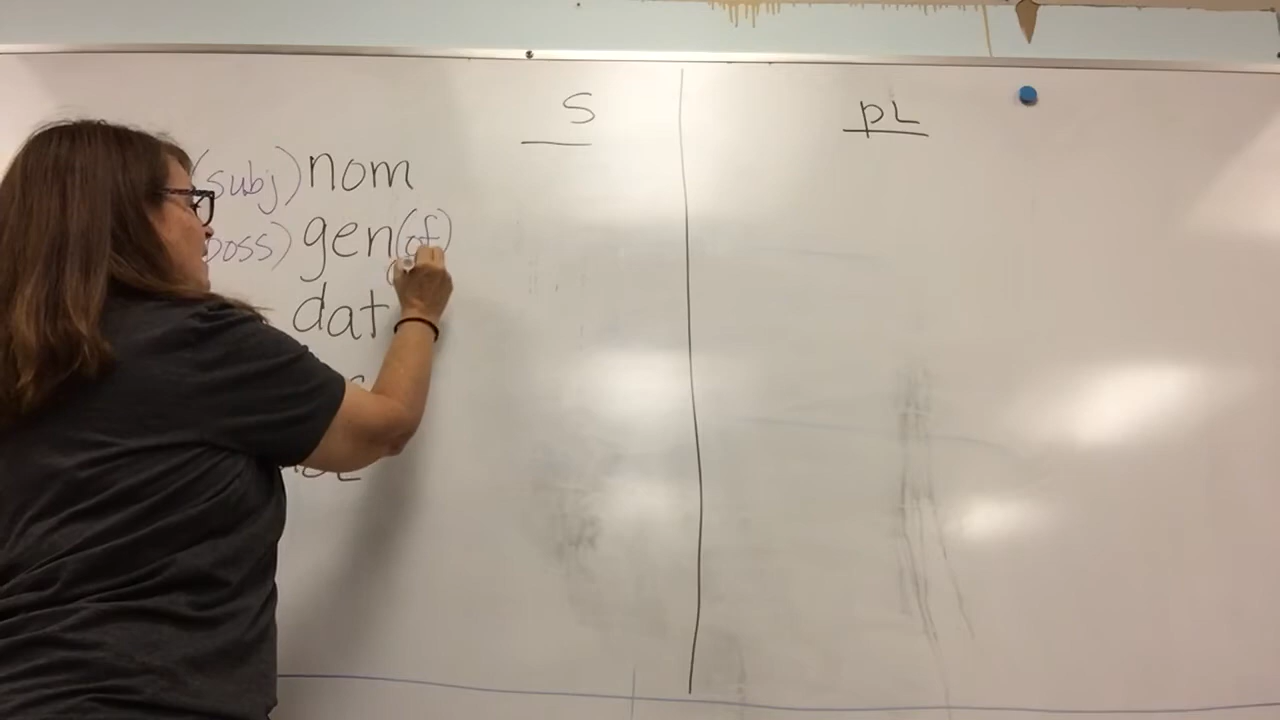 S pL
(subj) nom
poss) gen (of)
dat